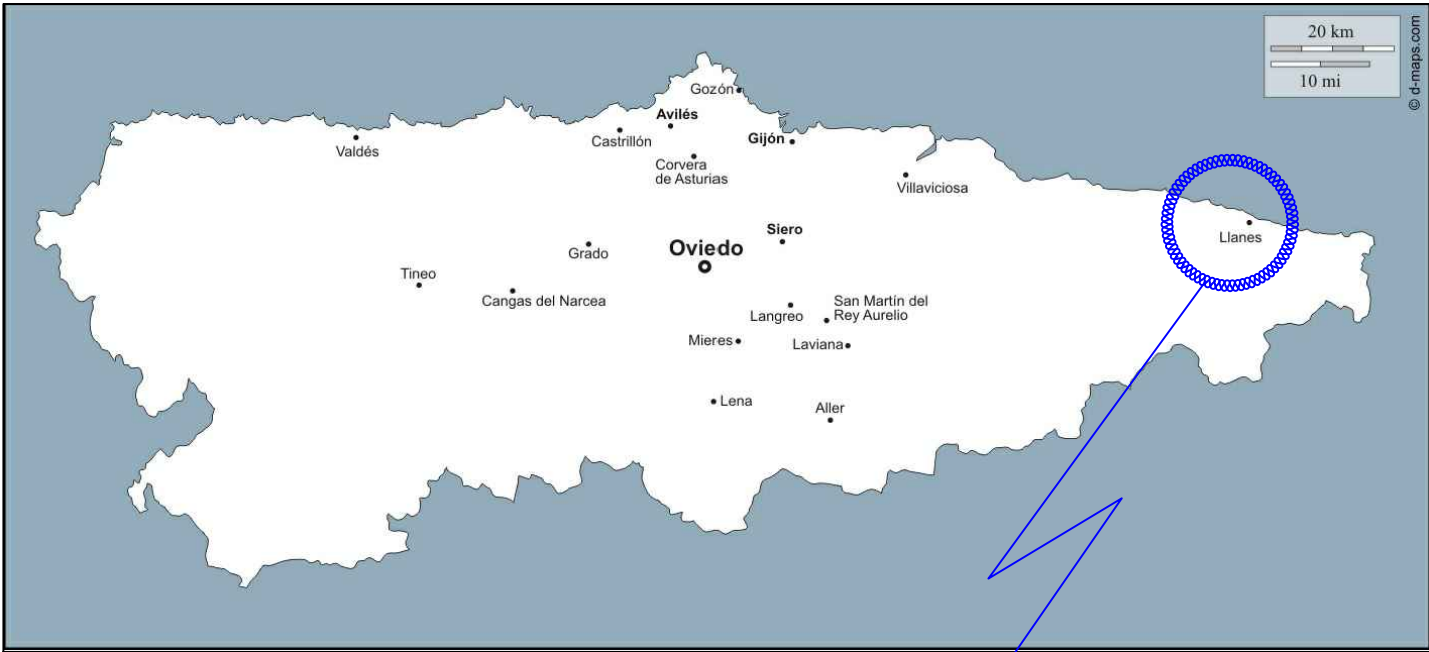 20 km
10 mi
© d-maps.com
Gozón
Avilés
Castrillón
Gijón
Valdés
Corvera
de Asturias
Villaviciosa
Llanes
Siero
Oviedo
Grado
Tineo
Cangas del Narcea
San Martín del
Rey Aurelio
Langreo
Mieres
Laviana
Lena
Aller